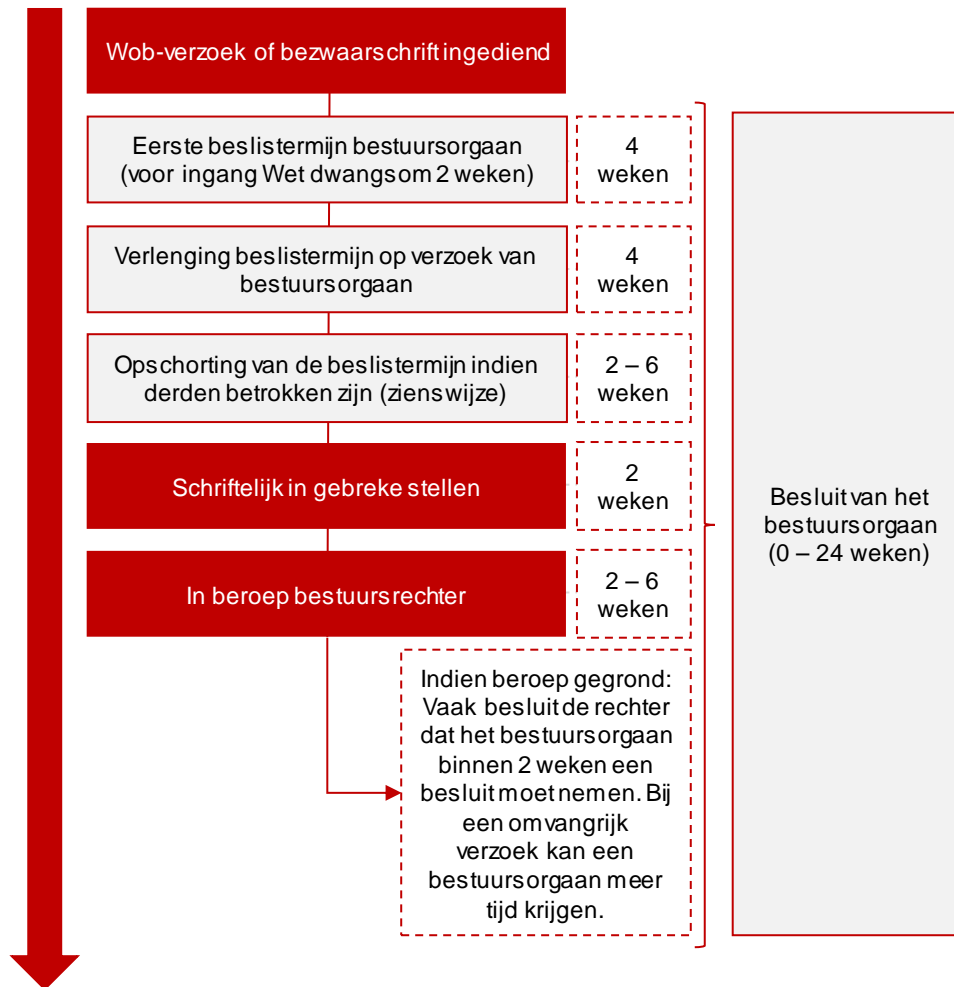 Wob-verzoek of bezwaarschrift ingediend
Eerste beslistermijn bestuursorgaan
(voor ingang Wet dwangsom 2 weken)
4
weken
Verlenging beslistermijn op verzoek van
bestuursorgaan
4
weken
Opschorting van de beslistermijn indien
derden betrokken zijn (zienswijze)
2 – 6
weken
Schriftelijk in gebreke stellen
2
weken
In beroep bestuursrechter
2 – 6
weken
Indien beroep gegrond:
Vaak besluit de rechter
dat het bestuursorgaan
binnen 2 weken een
besluit moet nemen. Bij
een omvangrijk
verzoek kan een
bestuursorgaan meer
tijd krijgen.
Besluit van het
bestuursorgaan
(0 – 24 weken)